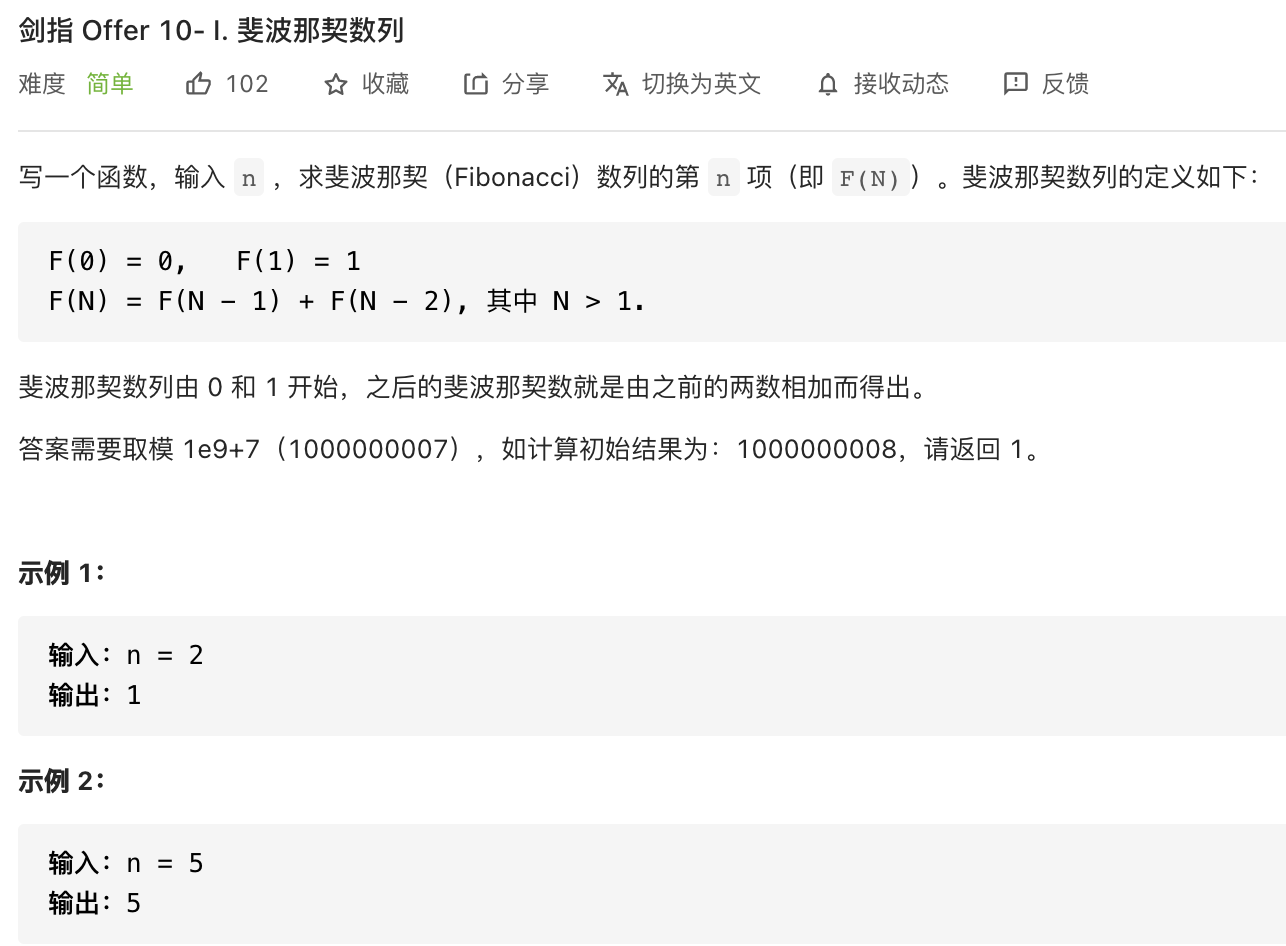 剑指 Offer 10- I. 斐波那契数列
难度 简单 102 收藏 分享 切换为英文 接收动态 反馈
写一个函数，输入 n ，求斐波那契（Fibonacci）数列的第 n 项（即 F(N)）。斐波那契数列的定义如下：
F(0) = 0,   F(1) = 1
F(N) = F(N - 1) + F(N - 2), 其中 N > 1.
斐波那契数列由 0 和 1 开始，之后的斐波那契数就是由之前的两数相加而得出。
答案需要取模 1e9+7（1000000007），如计算初始结果为：1000000008，请返回 1。
示例 1：
输入：n = 2
输出：1
示例 2：
输入：n = 5
输出：5